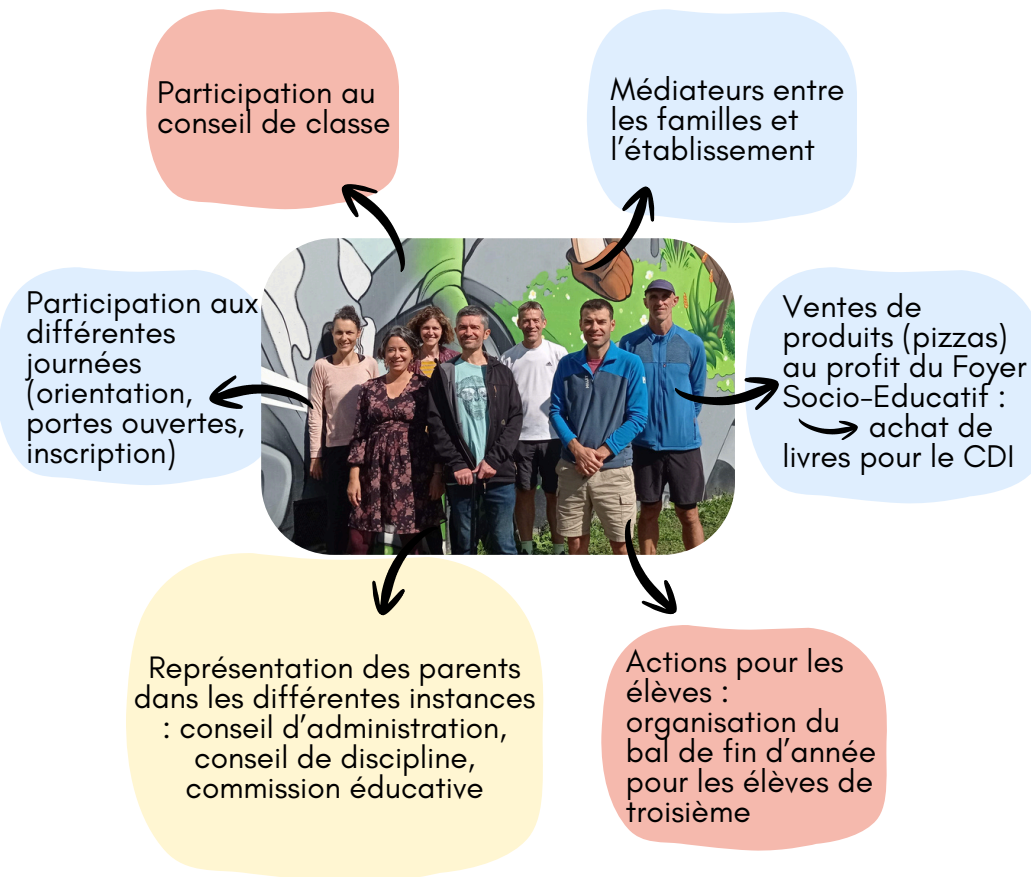 Participation au
conseil de classe
Médiateurs entre
les familles et
l'établissement
Participation aux
différentes
journées
(orientation,
portes ouvertes,
inscription)
Ventes de
produits (pizzas)
au profit du Foyer
Socio-Educatif :
achat de
livres pour le CDI
Représentation des parents
dans les différentes instances
: conseil d'administration,
conseil de discipline,
commission éducative
Actions pour les
élèves :
organisation du
bal de fin d'année
pour les élèves de
troisième